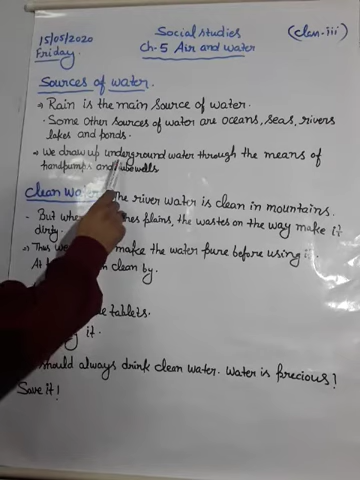 15/05/2020 Social studies (Class-iii)
Friday. Ch-5 Air and water
Sources of water.
→ Rain is the main source of water.
· Some other sources of water are oceans, seas, rivers
lakes and ponds.
→ We draw up underground water through the means of
handpumps and tubewells
Clean the river water is clean in mountains.
- But plains, the wastes on the way make it
dirty.
→ Thus we make the water pure before using it.
At clean by.
tablets.
it.
should always drink clean water. Water is precious!
Save it!